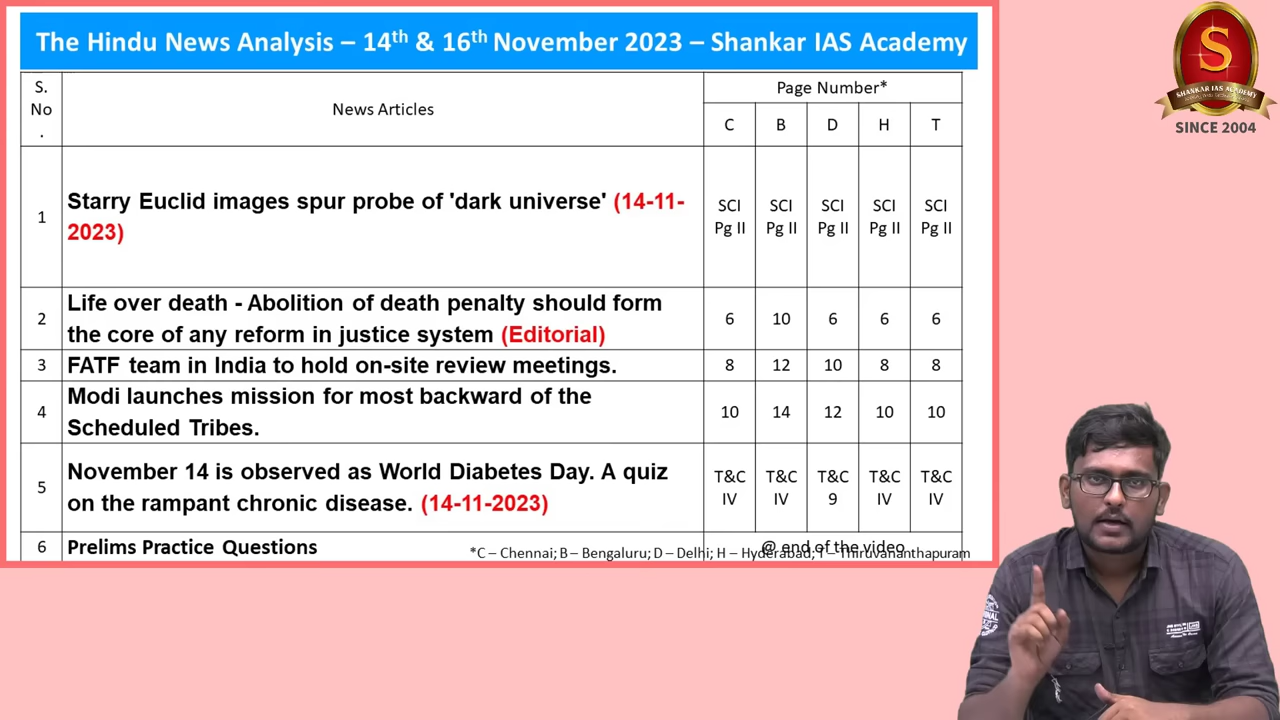 The Hindu News Analysis – 14th & 16th November 2023 – Shankar IAS Academy
S. No .
News Articles
Page Number*
C B D H T
1
Starry Euclid images spur probe of 'dark universe' (14-11-
2023)
SCI SCI SCI SCI SCI
Pg II Pg II Pg II Pg II Pg II
2
Life over death - Abolition of death penalty should form
the core of any reform in justice system (Editorial)
6 10 6 6 6
3 FATF team in India to hold on-site review meetings. 8 12 10 8 8
4
Modi launches mission for most backward of the
Scheduled Tribes.
10 14 12 10 10
5
November 14 is observed as World Diabetes Day. A quiz
on the rampant chronic disease. (14-11-2023)
T&C T&C T&C T&C T&C
IV IV 9 IV IV
6 Prelims Practice Questions @ end of the video
*C – Chennai; B – Bengaluru; D – Delhi; H – Hyderabad; T – Thiruvananthapuram
S
SHANKAR IAS ACADEMY
SINCE 2004